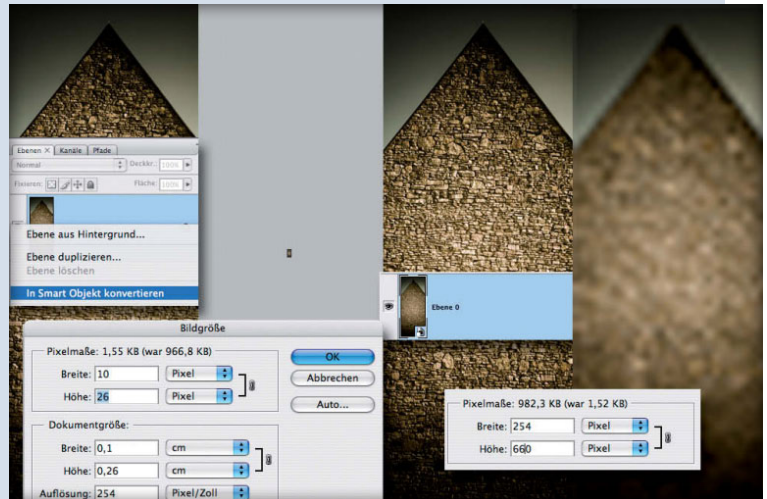 Ebenen × Kanäle Pfade
Normal Deckkr.: 100%
Fixieren: Fläche: 100%
Ebene aus Hintergrund...
Ebene duplizieren...
Ebene löschen
In Smart Objekt konvertieren
Bildgröße
Pixelmaße: 1,55 KB (war 966,8 KB)
Breite: 10 Pixel
Höhe: 26 Pixel
OK
Abbrechen
Auto...
Dokumentgröße:
Breite: 0,1 cm
Höhe: 0,26 cm
Auflösung: 254 Pixel/Zoll
Ebene 0
Pixelmaße: 982,3 KB (war 1,52 KB)
Breite: 254 Pixel
Höhe: 660 Pixel